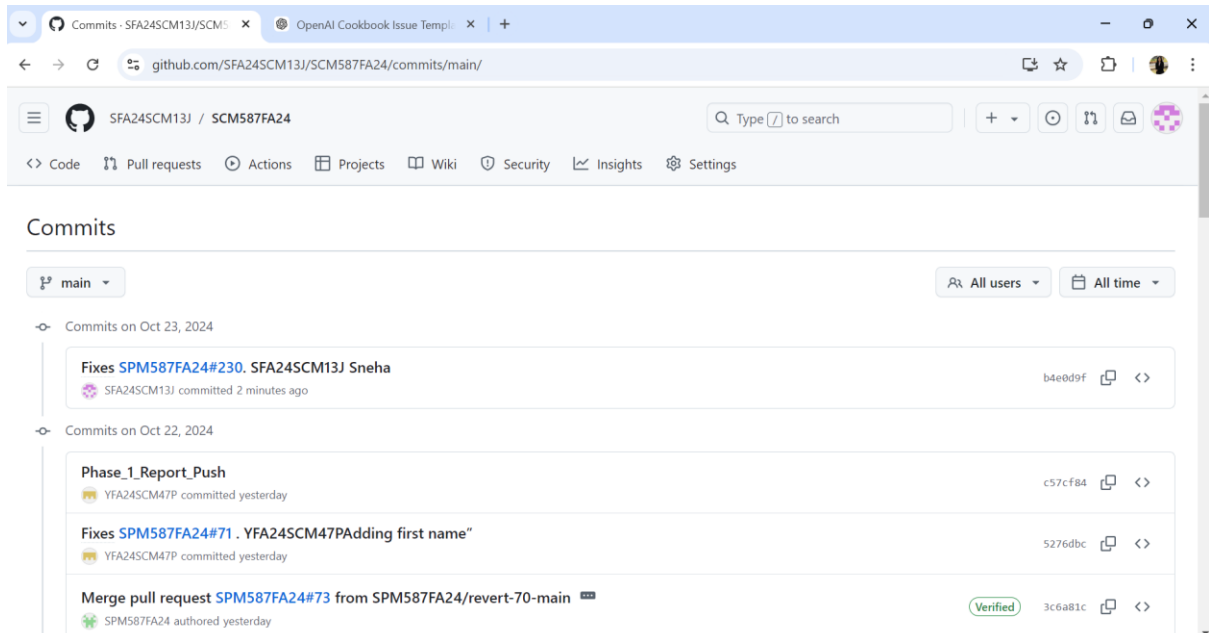 Commits · SFA24SCM13J/SCM5
OpenAI Cookbook Issue Templa
github.com/SFA24SCM13J/SCM587FA24/commits/main/
SFA24SCM13J / SCM587FA24
Type / to search
Code Pull requests Actions Projects Wiki Security Insights Settings
Commits
main
All users All time
Commits on Oct 23, 2024
Fixes SPM587FA24#230. SFA24SCM13J Sneha
b4e0d9f
SFA24SCM13J committed 2 minutes ago
Commits on Oct 22, 2024
Phase_1_Report_Push
c57cf84
YFA24SCM47P committed yesterday
Fixes SPM587FA24#71 . YFA24SCM47PAdding first name”
5276dbc
YFA24SCM47P committed yesterday
Merge pull request SPM587FA24#73 from SPM587FA24/revert-70-main
Verified 3c6a81c
SPM587FA24 authored yesterday